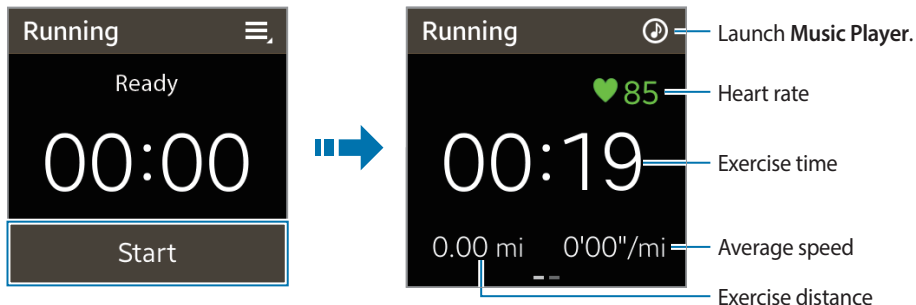 Running
Ready
00:00
Start
Running
85
00:19
0.00 mi 0'00"/mi
Launch Music Player.
Heart rate
Exercise time
Average speed
Exercise distance